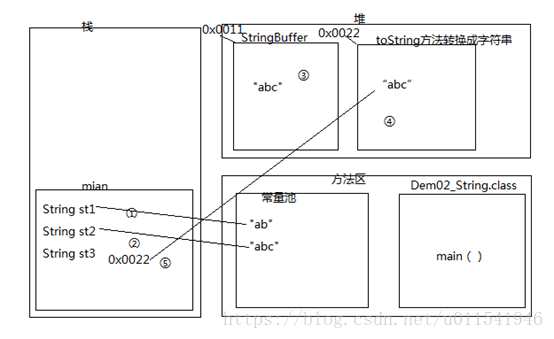 栈
堆
0x0011
StringBuffer
0x0022
toString方法转换成字符串
"abc"
③
"abc"
④
mian
String st1
①
String st2
②
String st3
0x0022
⑤
方法区
常量池
"ab"
"abc"
Dem02_String.class
main ( )
https://blog.csdn.net/u011541946